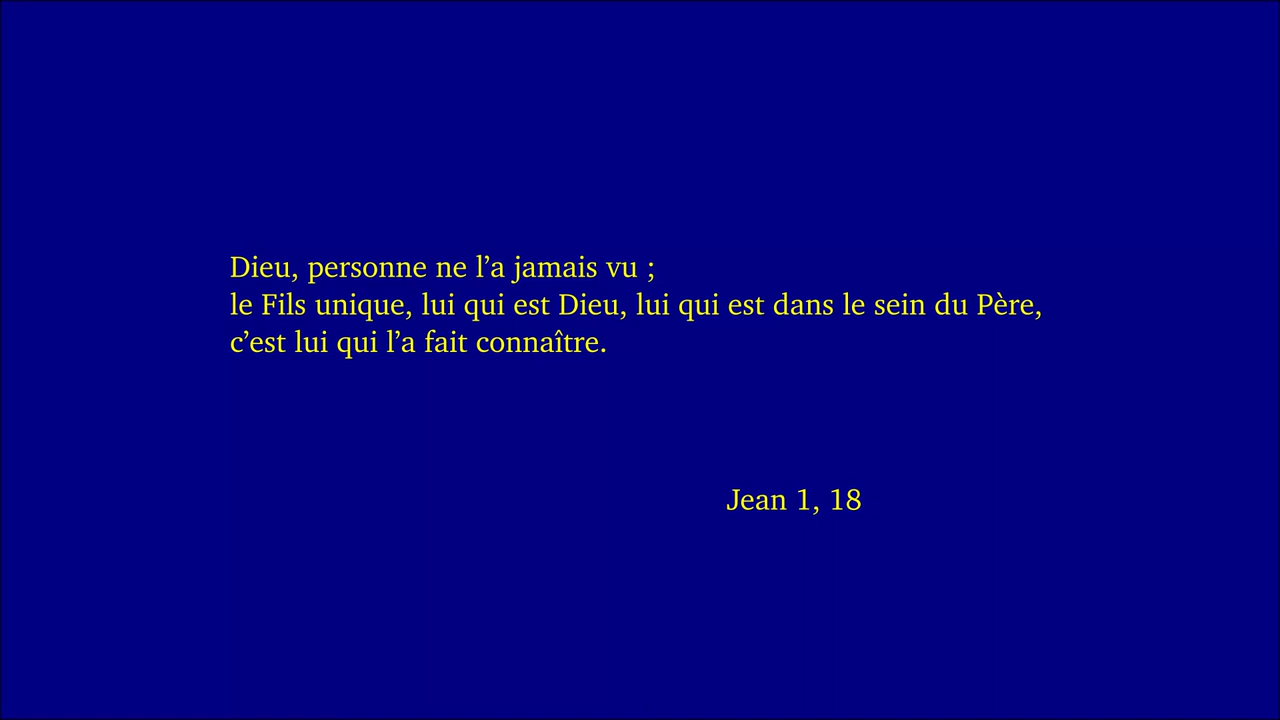 Dieu, personne ne l’a jamais vu ;
le Fils unique, lui qui est Dieu, lui qui est dans le sein du Père,
c’est lui qui l’a fait connaître.
Jean 1, 18